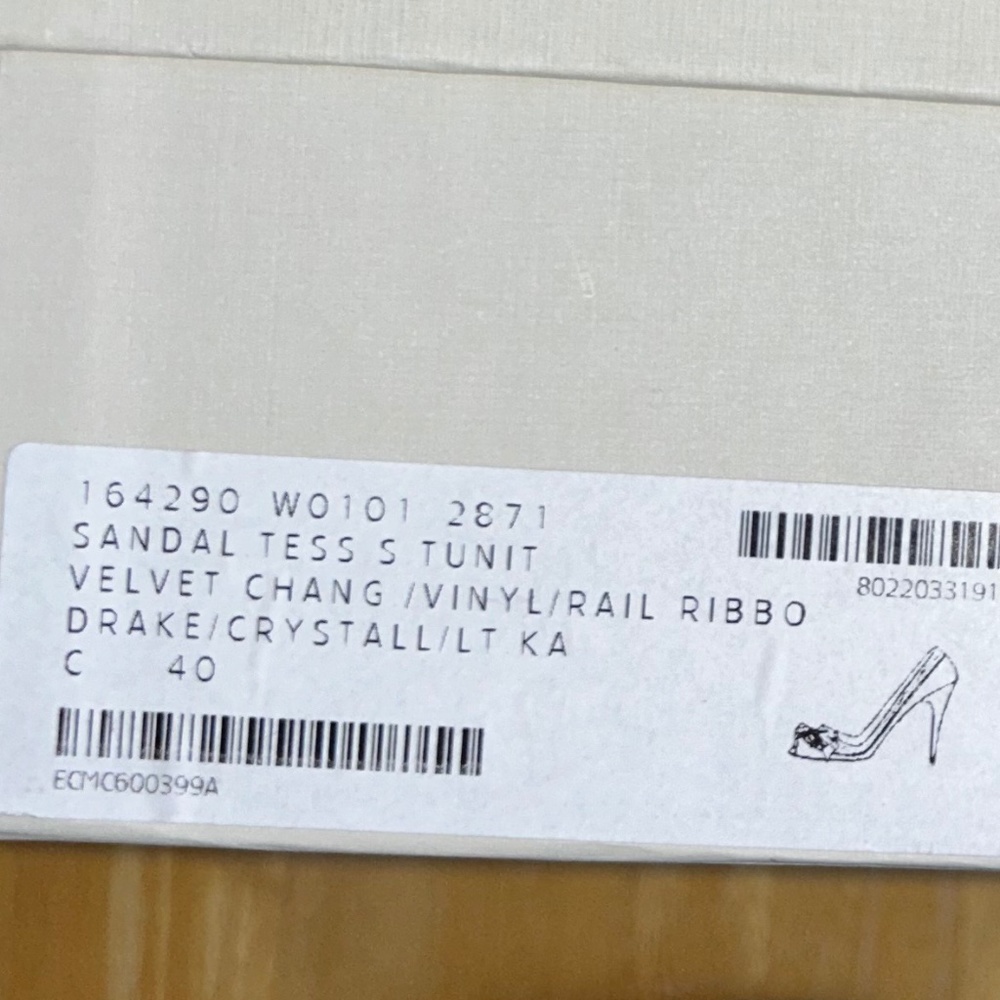 164290 W0101 2871
SANDAL TESS S TUNIT
VELVET CHANG /VINYL/RAIL RIBBO
DRAKE/CRYSTALL/LT KA
C 40
ECMC600399A
8022033191